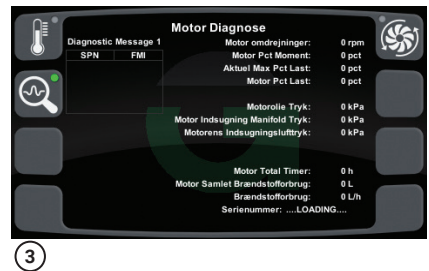 Motor Diagnose
Diagnostic Message 1
SPN FMI
Motor omdrejninger: 0 rpm
Motor Pct Moment: 0 pct
Aktuel Max Pct Last: 0 pct
Motor Pct Last: 0 pct
Motorolie Tryk: 0 kPa
Motor Indsugning Manifold Tryk: 0 kPa
Motorens Indsugningslufttryk: 0 kPa
Motor Total Timer: 0 h
Motor Samlet Brændstofforbrug: 0 L
Brændstofforbrug: 0 L/h
Serienummer: ....LOADING....
3